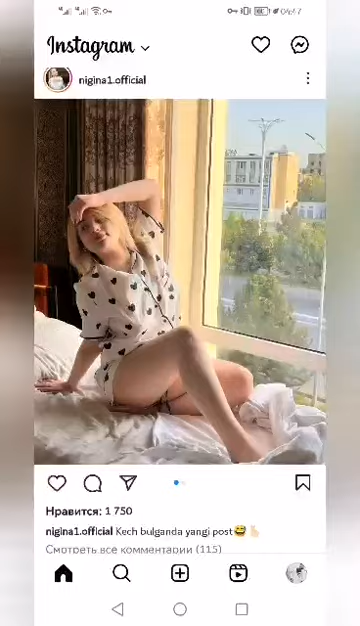 Instagram
nigina1.official
Нравится: 1 750
nigina1.official Kech bulganda yangi post😅👈🏻
Смотреть все комментарии (115)